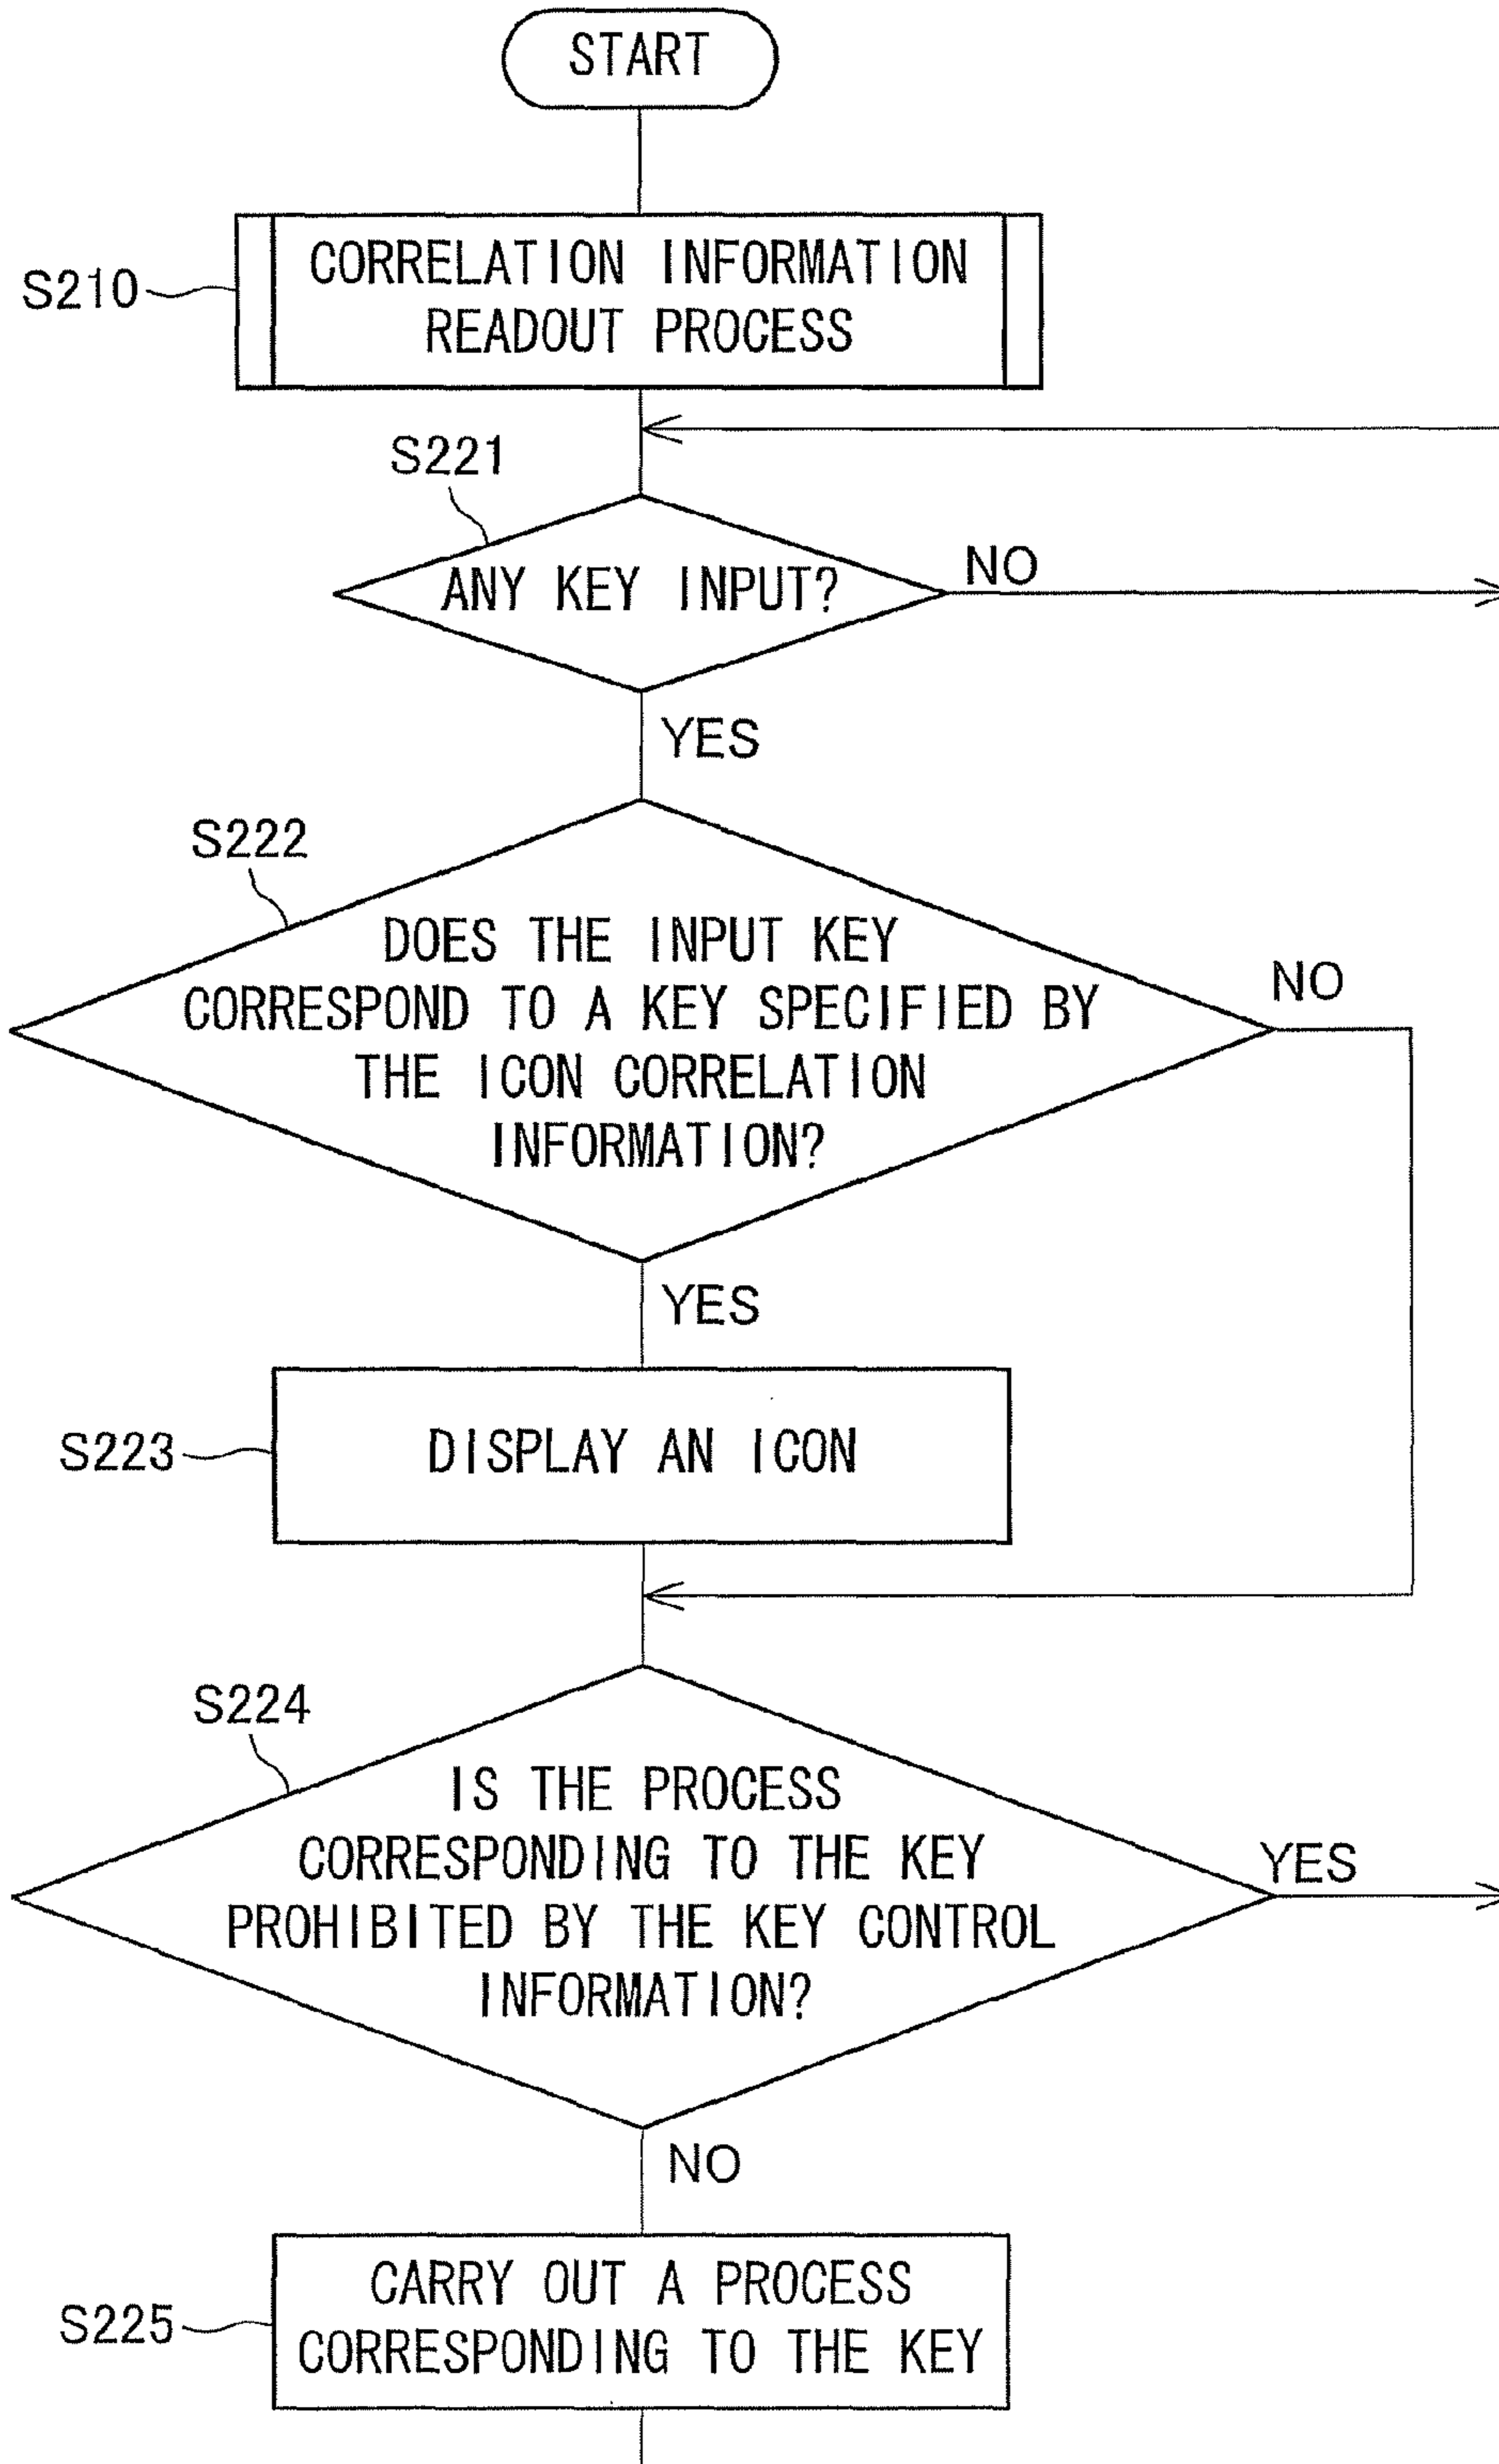 START
S210
CORRELATION INFORMATION
READOUT PROCESS
S221
ANY KEY INPUT?
NO
YES
S222
DOES THE INPUT KEY
CORRESPOND TO A KEY SPECIFIED BY
THE ICON CORRELATION
INFORMATION?
NO
YES
S223
DISPLAY AN ICON
S224
IS THE PROCESS
CORRESPONDING TO THE KEY
PROHIBITED BY THE KEY CONTROL
INFORMATION?
YES
NO
S225
CARRY OUT A PROCESS
CORRESPONDING TO THE KEY